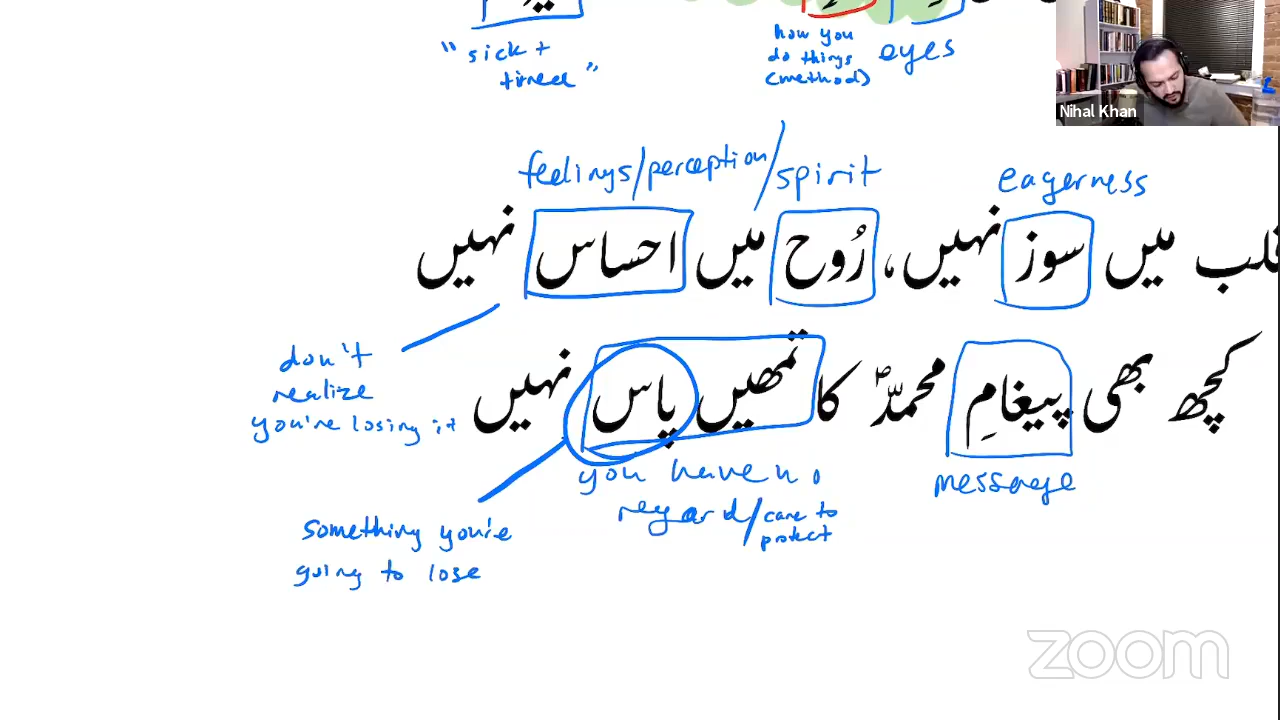 "sick +
tired"
how you
do things
(method)
eyes
Nihal Khan
feelings/perception/spirit
eagerness
قلب میں سوز نہیں، رُوح میں احساس نہیں
don't
realize
you're losing it
کچھ بھی پیغامِ محمدؐ کا تمھیں پاس نہیں
you have no
regard/care to
protect
message
something you're
going to lose
zoom